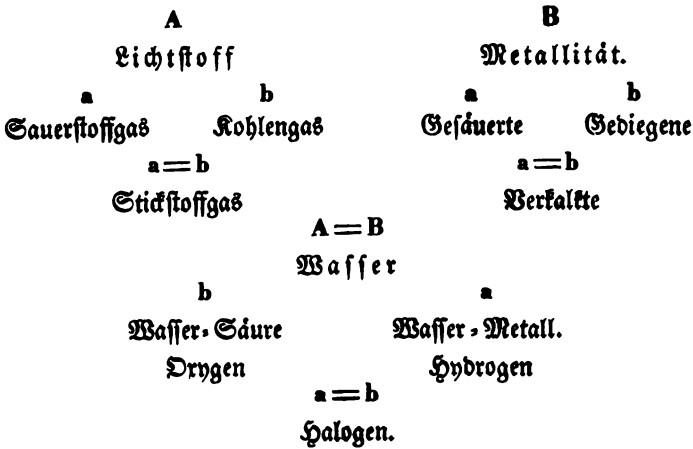 A B
Lichtstoff Metallität.
a b a b
Sauerstoffgas Kohlengas Gesäuerte Gediegene
a=b a=b
Stickstoffgas Verkalkte
A=B
Wasser
b a
Wasser-Säure Wasser-Metall.
Oxygen Hydrogen
a=b
Halogen.